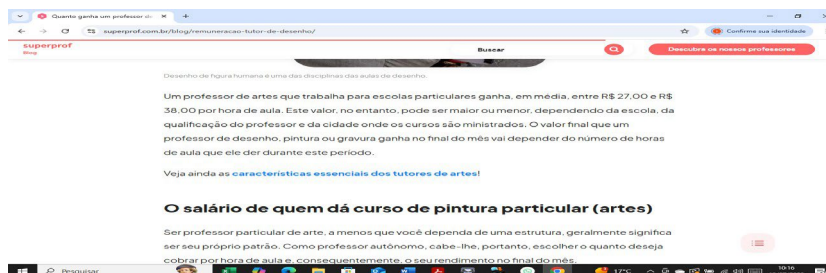 Quanto ganha um professor de
superprof.com.br/blog/remuneracao-tutor-de-desenho/
Confirme sua identidade
superprof
Blog
Buscar
Descubra os nossos professores
Desenho de figura humana é uma das disciplinas das aulas de desenho.
Um professor de artes que trabalha para escolas particulares ganha, em média, entre R$ 27,00 e R$
38,00 por hora de aula. Este valor, no entanto, pode ser maior ou menor, dependendo da escola, da
qualificação do professor e da cidade onde os cursos são ministrados. O valor final que um
professor de desenho, pintura ou gravura ganha no final do mês vai depender do número de horas
de aula que ele der durante este período.
Veja ainda as características essenciais dos tutores de artes!
O salário de quem dá curso de pintura particular (artes)
Ser professor particular de arte, a menos que você dependa de uma estrutura, geralmente significa
ser seu próprio patrão. Como professor autônomo, cabe-lhe, portanto, escolher o quanto deseja
cobrar por hora de aula e, consequentemente, o seu rendimento no final do mês.
Pesquisar
17°C
10:16